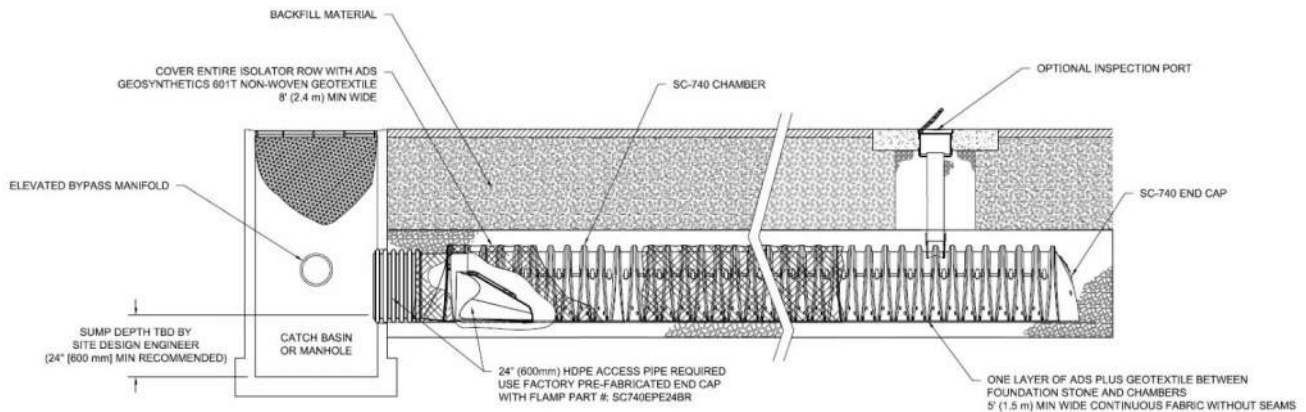 BACKFILL MATERIAL
COVER ENTIRE ISOLATOR ROW WITH ADS
GEOSYNTHETICS 601T NON-WOVEN GEOTEXTILE
8' (2.4 m) MIN WIDE
SC-740 CHAMBER
OPTIONAL INSPECTION PORT
ELEVATED BYPASS MANIFOLD
SC-740 END CAP
SUMP DEPTH TBD BY
SITE DESIGN ENGINEER
(24" [600 mm] MIN RECOMMENDED)
CATCH BASIN
OR MANHOLE
24" (600mm) HDPE ACCESS PIPE REQUIRED
USE FACTORY PRE-FABRICATED END CAP
WITH FLAMP PART #: SC740EPE24BR
ONE LAYER OF ADS PLUS GEOTEXTILE BETWEEN
FOUNDATION STONE AND CHAMBERS
5' (1.5 m) MIN WIDE CONTINUOUS FABRIC WITHOUT SEAMS